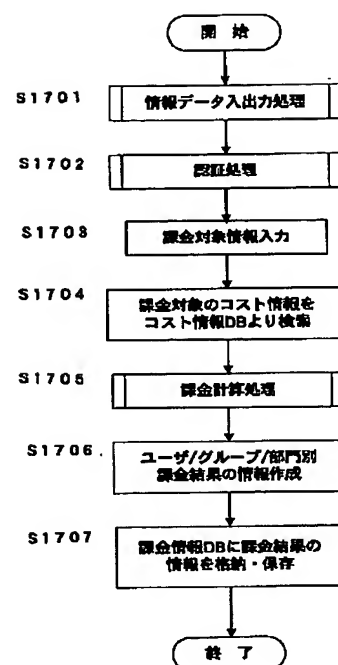 開 始
S1701
情報データ入出力処理
S1702
認証処理
S1703
課金対象情報入力
S1704
課金対象のコスト情報を
コスト情報DBより検索
S1705
課金計算処理
S1706.
ユーザ/グループ/部門別
課金結果の情報作成
S1707
課金情報DBに課金結果の
情報を格納・保存
終 了